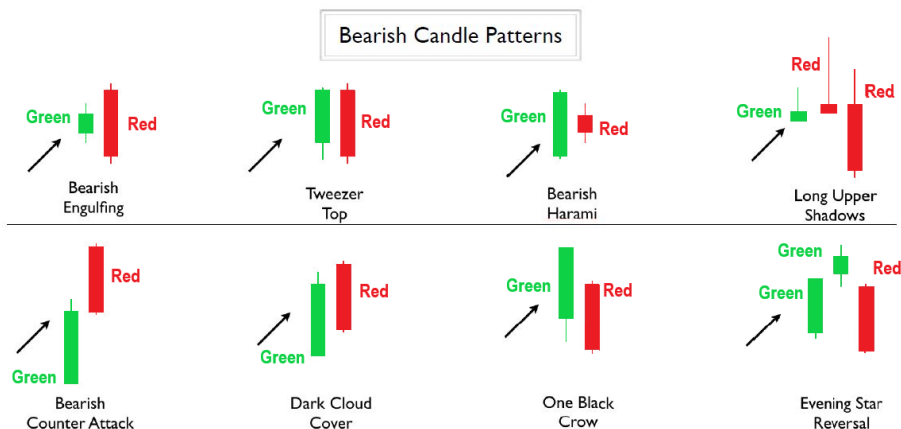 Bearish Candle Patterns
Green
Red
Bearish
Engulfing
Green
Red
Tweezer
Top
Green
Red
Bearish
Harami
Green
Red
Red
Long Upper
Shadows
Green
Red
Bearish
Counter Attack
Green
Red
Dark Cloud
Cover
Green
Red
One Black
Crow
Green
Green
Red
Evening Star
Reversal